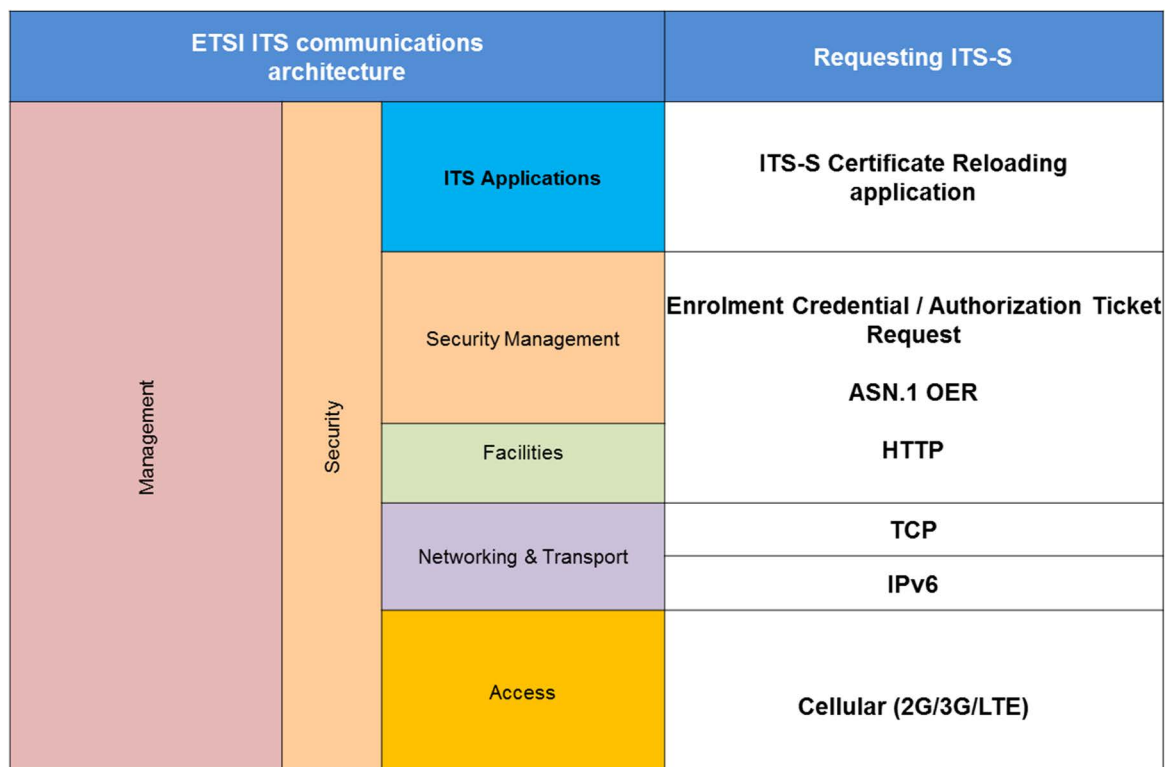 ETSI ITS communications
architecture
Requesting ITS-S
Management
Security
ITS Applications
ITS-S Certificate Reloading
application
Security Management
Enrolment Credential / Authorization Ticket
Request
ASN.1 OER
Facilities
HTTP
Networking & Transport
TCP
IPv6
Access
Cellular (2G/3G/LTE)